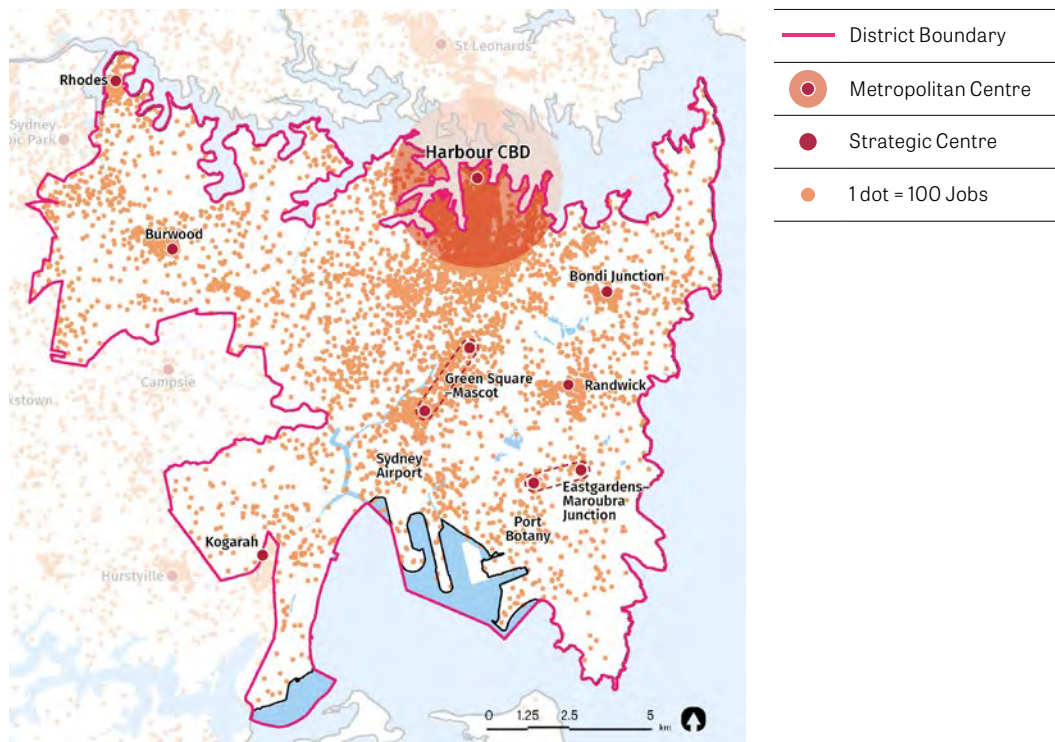 St Leonards
Rhodes
Sydney
pic Park
Harbour CBD
Burwood
Bondi Junction
Campsie
kstown
Green Square
–Mascot
Randwick
Sydney
Airport
Eastgardens–
Maroubra
Junction
Port
Botany
Kogarah
Hurstville
0 1.25 2.5 5
km
District Boundary
Metropolitan Centre
Strategic Centre
1 dot = 100 Jobs